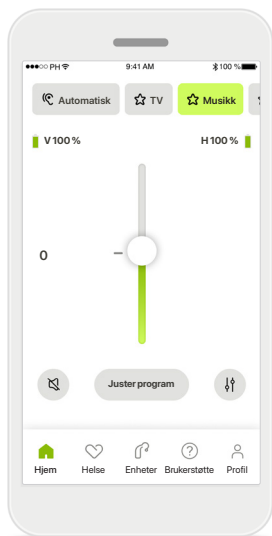 PH 9:41 AM 100 %
Automatisk TV Musikk
V 100 % H 100 %
0
Juster program
Hjem Helse Enheter Brukerstøtte Profil